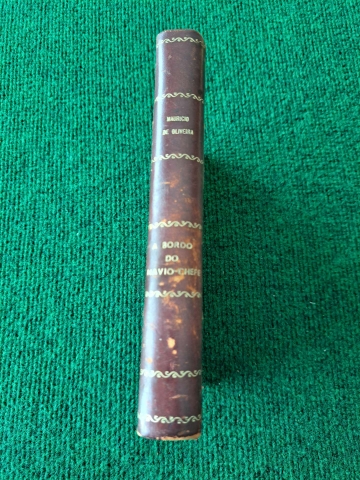 MAURICIO
DE OLIVEIRA
A BORDO
DO
NAVIO-CHEFE